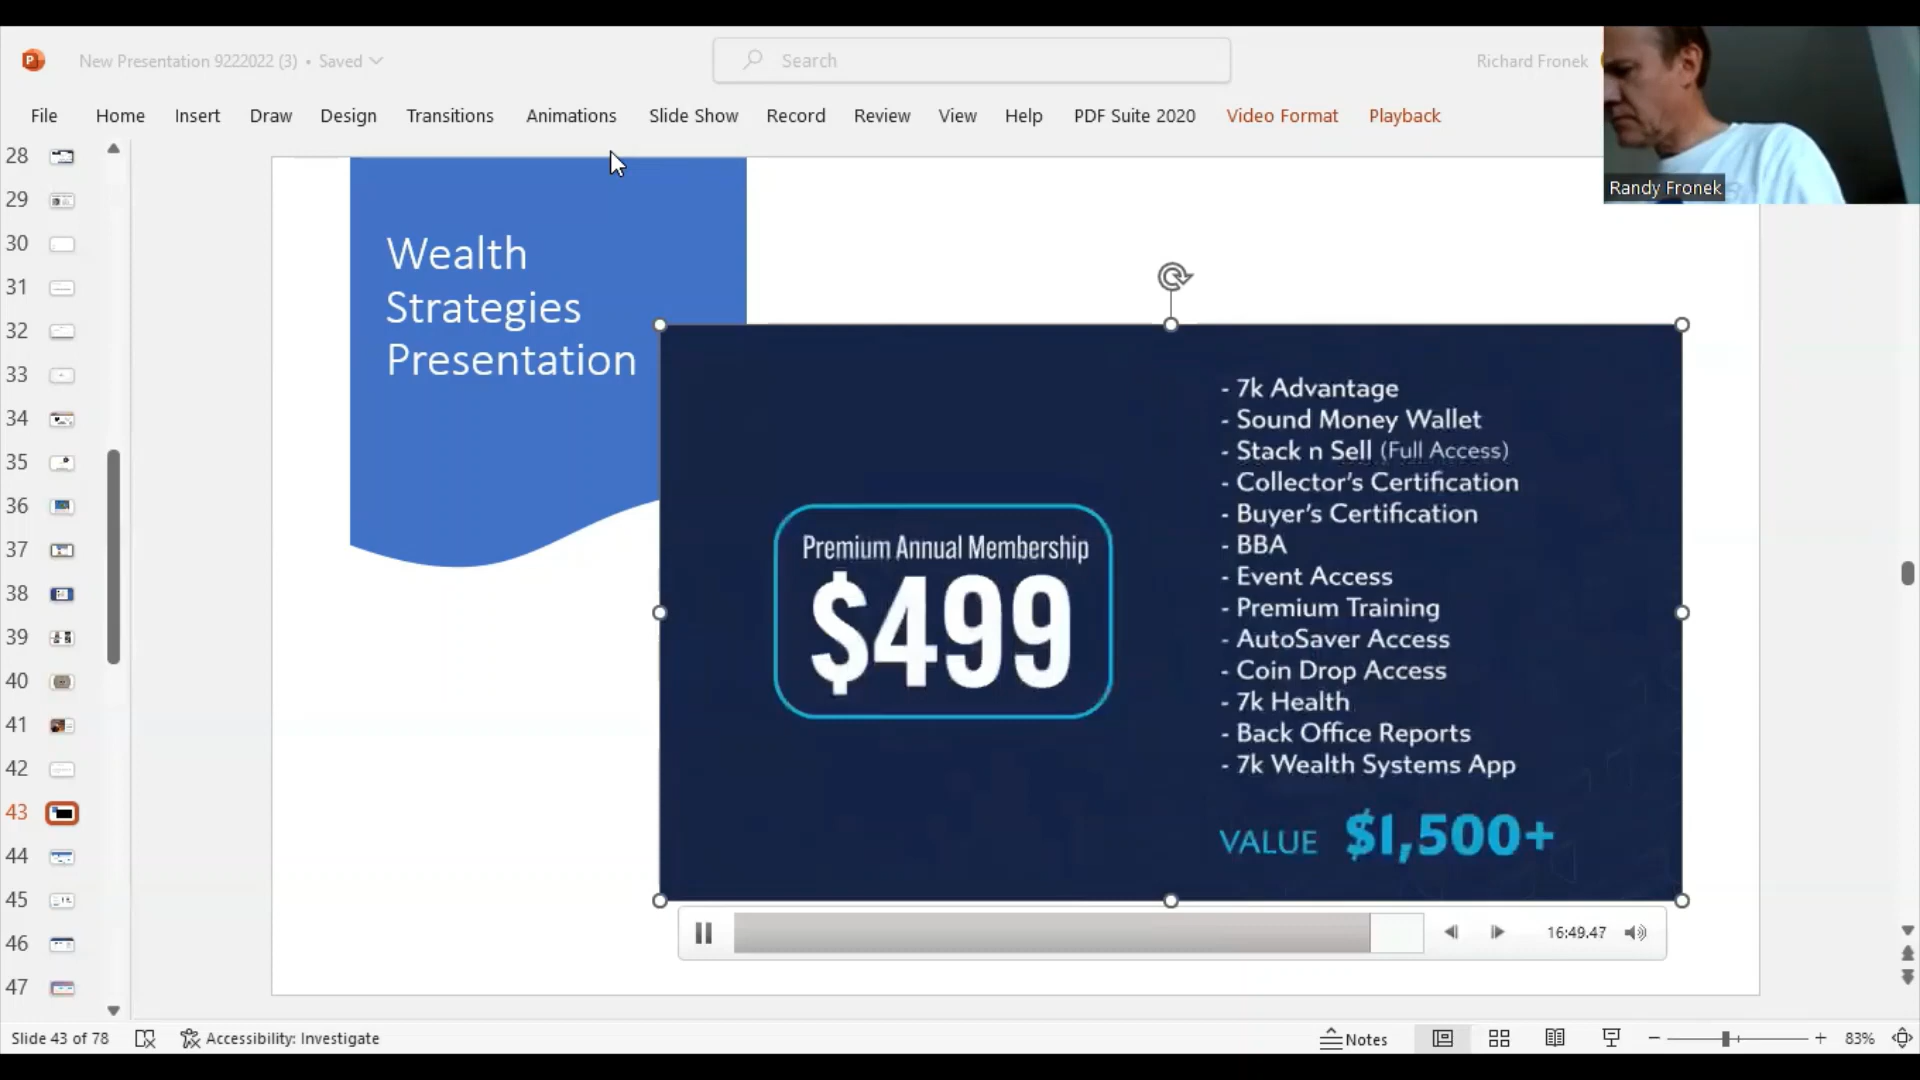 New Presentation 9222022 (3) • Saved
Search
Richard Fronek
File Home Insert Draw Design Transitions Animations Slide Show Record Review View Help PDF Suite 2020 Video Format Playback
Randy Fronek
28
29
30
31
32
33
34
35
36
37
38
39
40
41
42
43
44
45
46
47
Wealth
Strategies
Presentation
Premium Annual Membership
$499
- 7k Advantage
- Sound Money Wallet
- Stack n Sell (Full Access)
- Collector's Certification
- Buyer's Certification
- BBA
- Event Access
- Premium Training
- AutoSaver Access
- Coin Drop Access
- 7k Health
- Back Office Reports
- 7k Wealth Systems App
VALUE $1,500+
16:49.47
Slide 43 of 78 Accessibility: Investigate Notes 83%